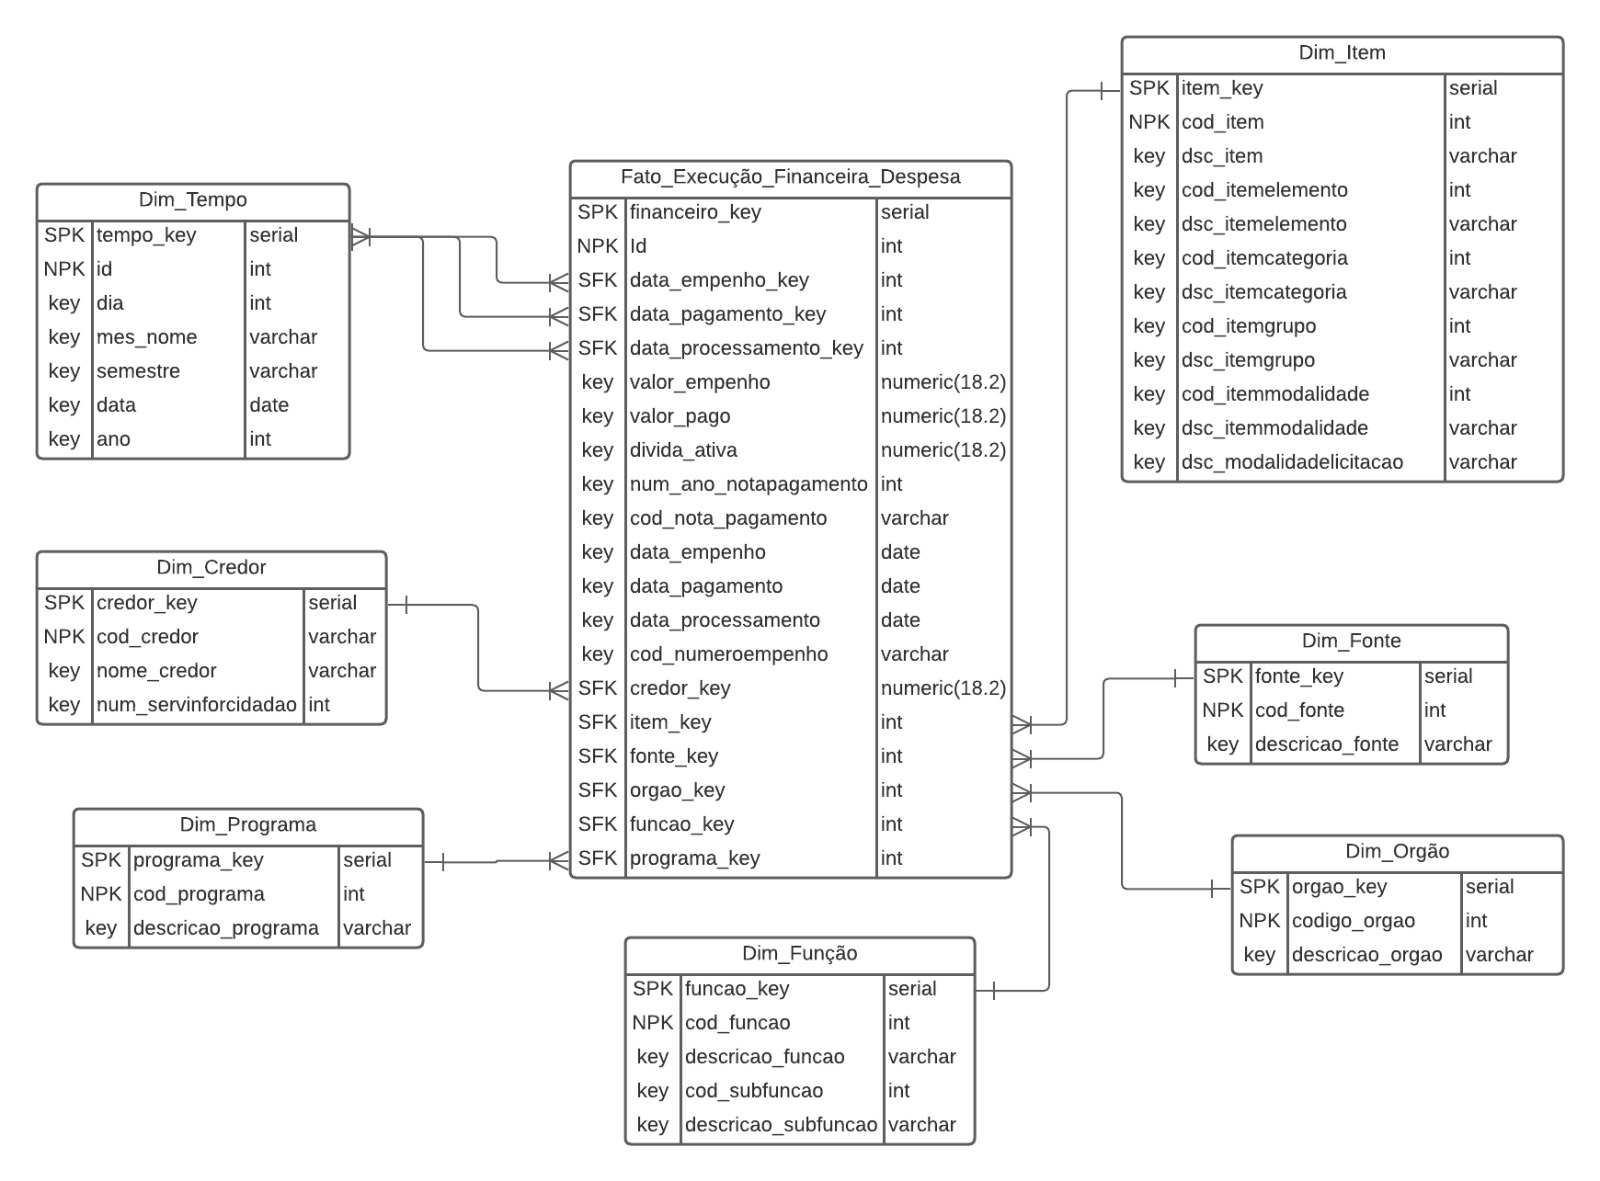 Dim_Tempo
SPK tempo_key serial
NPK id int
key dia int
key mes_nome varchar
key semestre varchar
key data date
key ano int
Dim_Credor
SPK credor_key serial
NPK cod_credor varchar
key nome_credor varchar
key num_servinforcidadao int
Dim_Programa
SPK programa_key serial
NPK cod_programa int
key descricao_programa varchar
Fato_Execução_Financeira_Despesa
SPK financeiro_key serial
NPK Id int
SFK data_empenho_key int
SFK data_pagamento_key int
SFK data_processamento_key int
key valor_empenho numeric(18.2)
key valor_pago numeric(18.2)
key divida_ativa numeric(18.2)
key num_ano_notapagamento int
key cod_nota_pagamento varchar
key data_empenho date
key data_pagamento date
key data_processamento date
key cod_numeroempenho varchar
SFK credor_key numeric(18.2)
SFK item_key int
SFK fonte_key int
SFK orgao_key int
SFK funcao_key int
SFK programa_key int
Dim_Função
SPK funcao_key serial
NPK cod_funcao int
key descricao_funcao varchar
key cod_subfuncao int
key descricao_subfuncao varchar
Dim_Item
SPK item_key serial
NPK cod_item int
key dsc_item varchar
key cod_itemelemento int
key dsc_itemelemento varchar
key cod_itemcategoria int
key dsc_itemcategoria varchar
key cod_itemgrupo int
key dsc_itemgrupo varchar
key cod_itemmodalidade int
key dsc_itemmodalidade varchar
key dsc_modalidadelicitacao varchar
Dim_Fonte
SPK fonte_key serial
NPK cod_fonte int
key descricao_fonte varchar
Dim_Orgão
SPK orgao_key serial
NPK codigo_orgao int
key descricao_orgao varchar